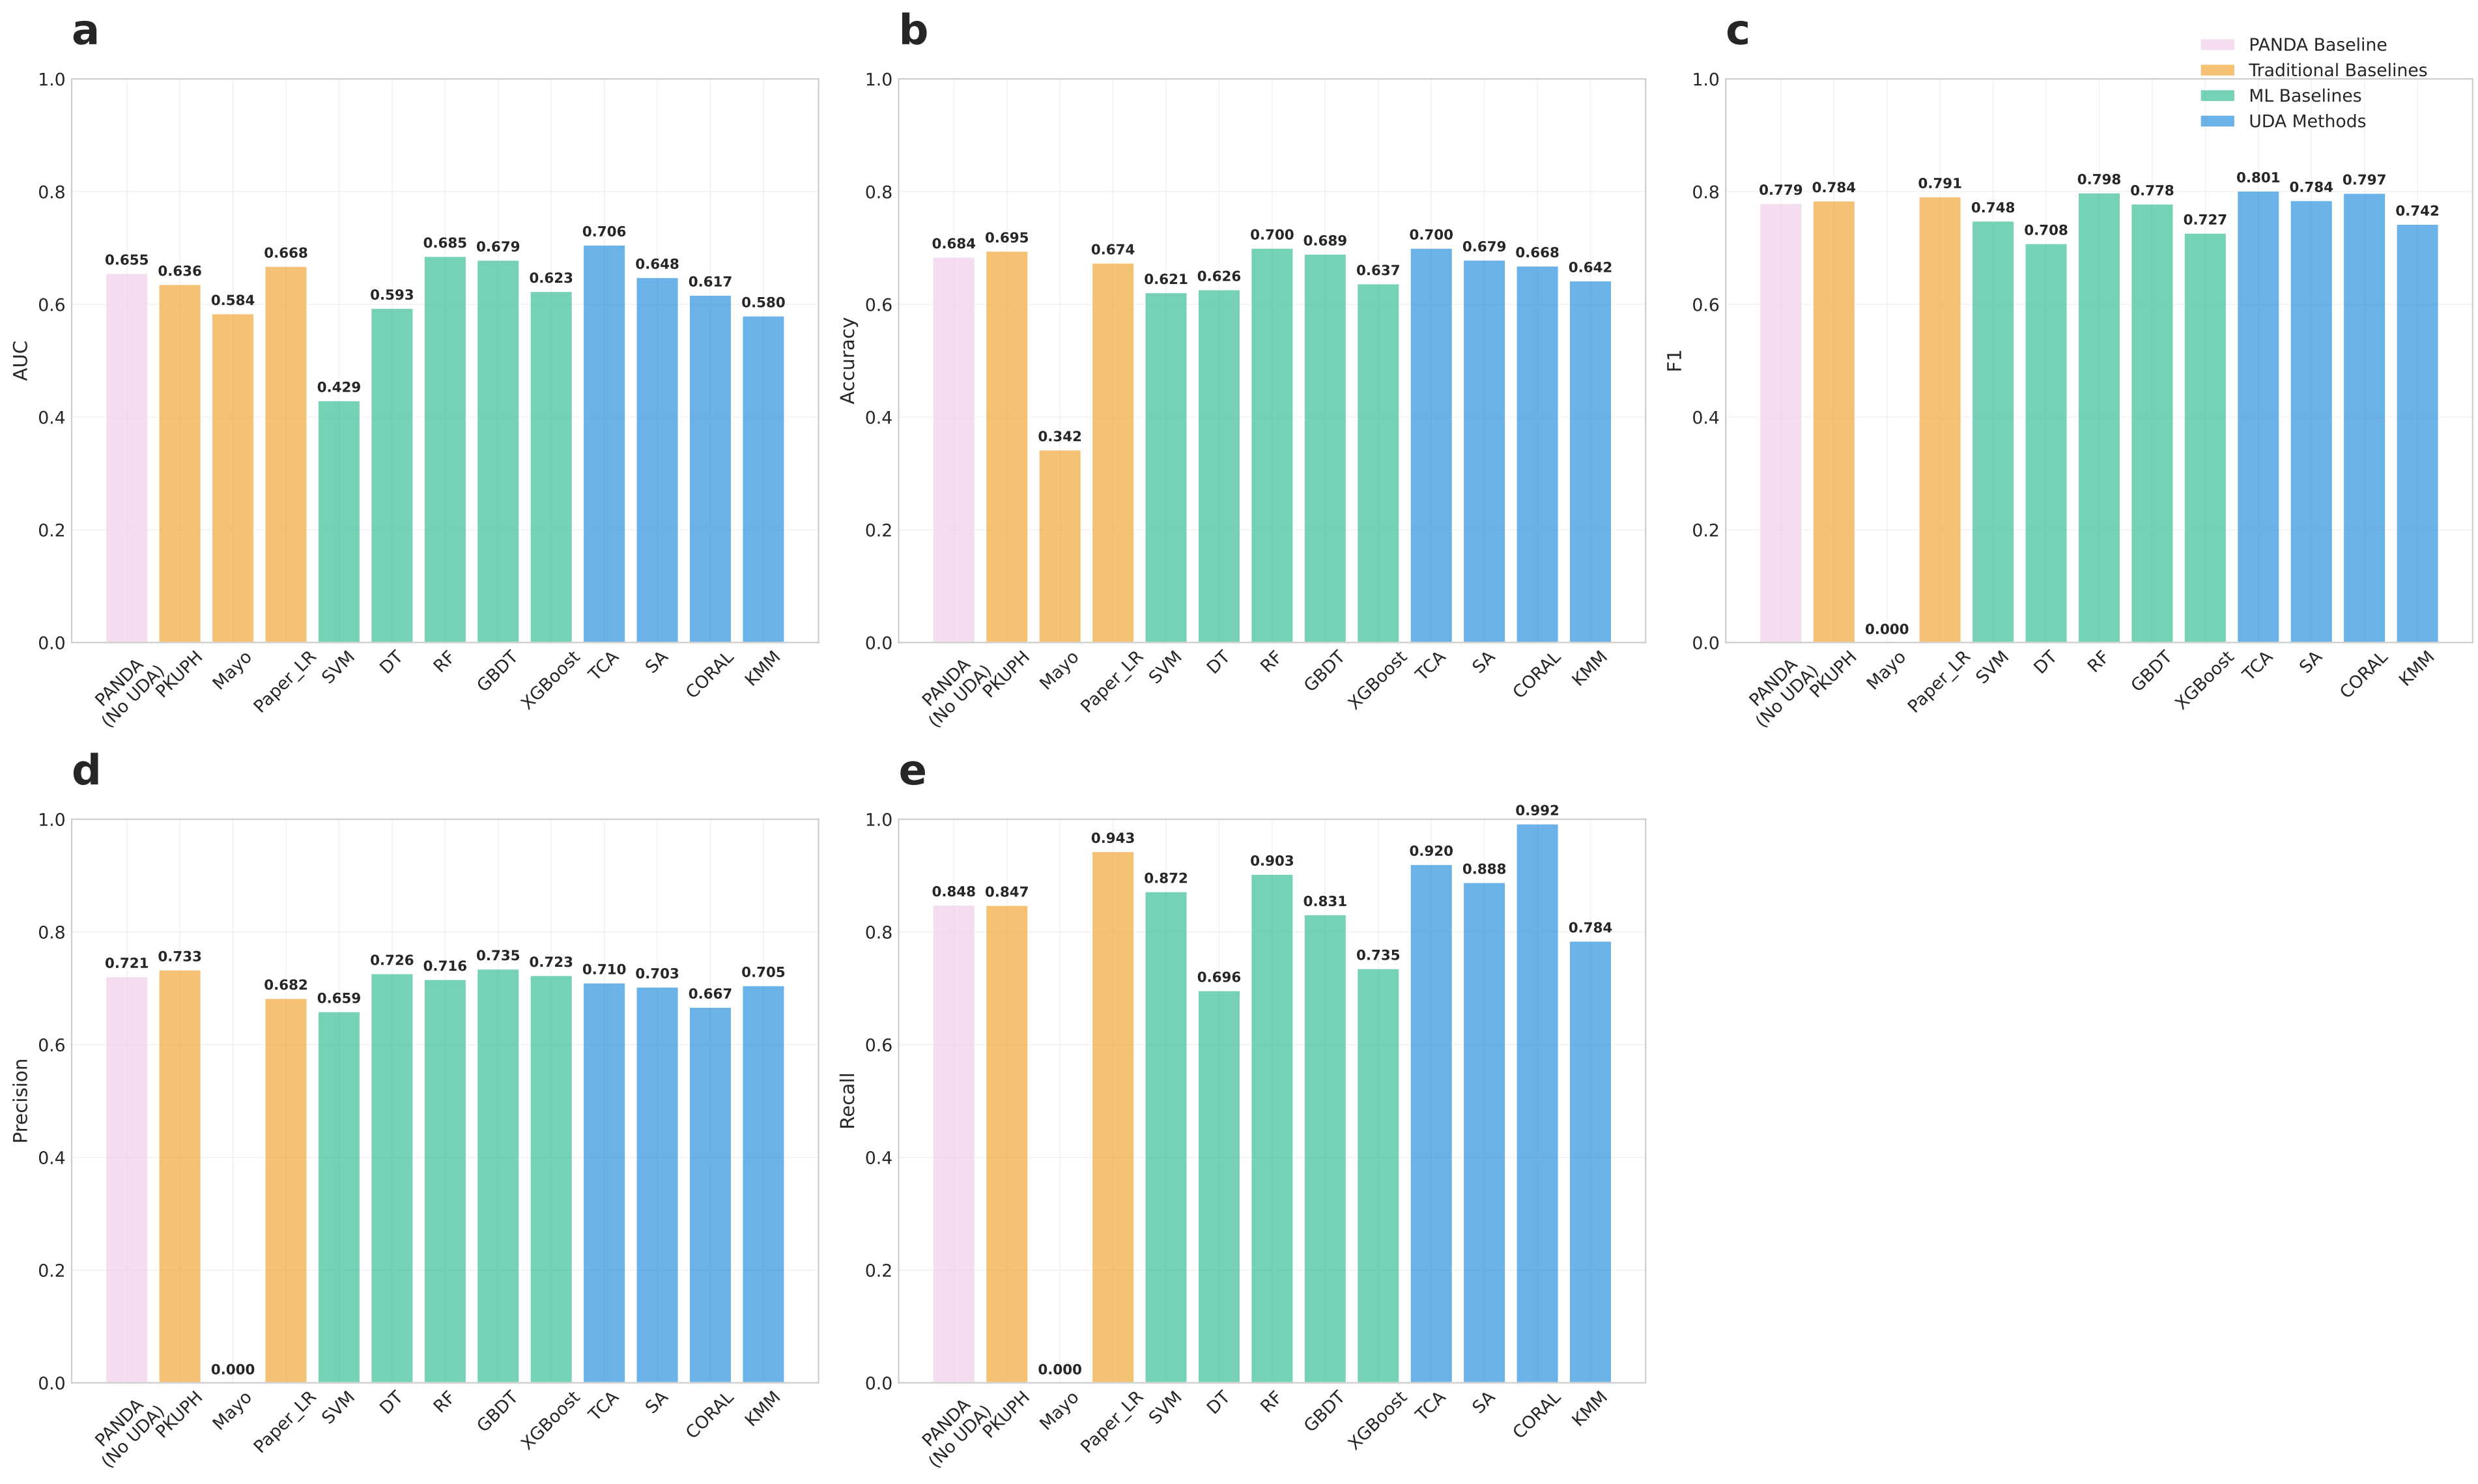 a
1.0
0.8
0.6
0.4
0.2
0.0
AUC
0.655
0.636
0.584
0.668
0.429
0.593
0.685
0.679
0.623
0.706
0.648
0.617
0.580
PANDA
(No UDA)
PKUPH
Mayo
Paper_LR
SVM
DT
RF
GBDT
XGBoost
TCA
SA
CORAL
KMM
b
1.0
0.8
0.6
0.4
0.2
0.0
Accuracy
0.684
0.695
0.342
0.674
0.621
0.626
0.700
0.689
0.637
0.700
0.679
0.668
0.642
PANDA
(No UDA)
PKUPH
Mayo
Paper_LR
SVM
DT
RF
GBDT
XGBoost
TCA
SA
CORAL
KMM
c
PANDA Baseline
Traditional Baselines
ML Baselines
UDA Methods
1.0
0.8
0.6
0.4
0.2
0.0
F1
0.779
0.784
0.000
0.791
0.748
0.708
0.798
0.778
0.727
0.801
0.784
0.797
0.742
PANDA
(No UDA)
PKUPH
Mayo
Paper_LR
SVM
DT
RF
GBDT
XGBoost
TCA
SA
CORAL
KMM
d
1.0
0.8
0.6
0.4
0.2
0.0
Precision
0.721
0.733
0.000
0.682
0.659
0.726
0.716
0.735
0.723
0.710
0.703
0.667
0.705
PANDA
(No UDA)
PKUPH
Mayo
Paper_LR
SVM
DT
RF
GBDT
XGBoost
TCA
SA
CORAL
KMM
e
1.0
0.8
0.6
0.4
0.2
0.0
Recall
0.848
0.847
0.000
0.943
0.872
0.696
0.903
0.831
0.735
0.920
0.888
0.992
0.784
PANDA
(No UDA)
PKUPH
Mayo
Paper_LR
SVM
DT
RF
GBDT
XGBoost
TCA
SA
CORAL
KMM